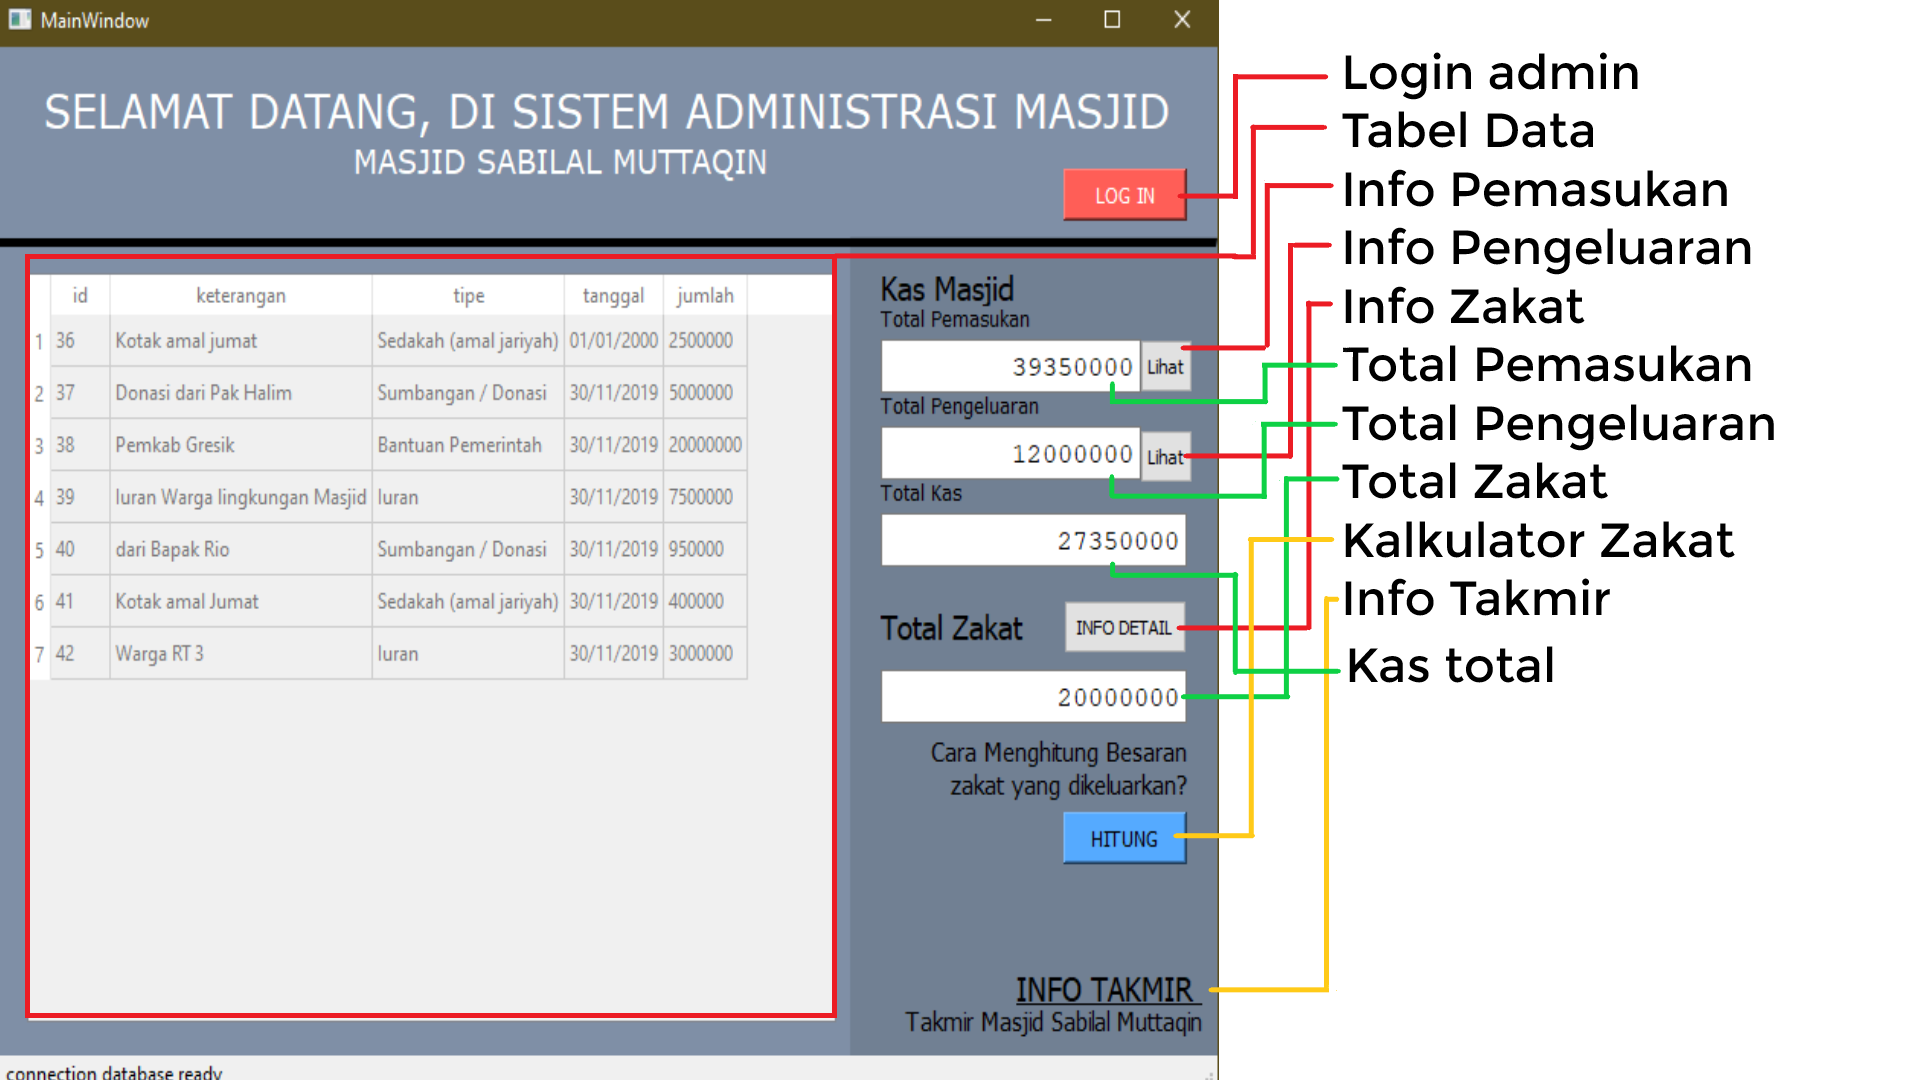 MainWindow
SELAMAT DATANG, DI SISTEM ADMINISTRASI MASJID
MASJID SABILAL MUTTAQIN
LOG IN
id keterangan tipe tanggal jumlah
1 36 Kotak amal jumat Sedakah (amal jariyah) 01/01/2000 2500000
2 37 Donasi dari Pak Halim Sumbangan / Donasi 30/11/2019 5000000
3 38 Pemkab Gresik Bantuan Pemerintah 30/11/2019 20000000
4 39 Iuran Warga lingkungan Masjid Iuran 30/11/2019 7500000
5 40 dari Bapak Rio Sumbangan / Donasi 30/11/2019 950000
6 41 Kotak amal Jumat Sedakah (amal jariyah) 30/11/2019 400000
7 42 Warga RT 3 Iuran 30/11/2019 3000000
Kas Masjid
Total Pemasukan
39350000 Lihat
Total Pengeluaran
12000000 Lihat
Total Kas
27350000
Total Zakat INFO DETAIL
20000000
Cara Menghitung Besaran
zakat yang dikeluarkan?
HITUNG
INFO TAKMIR
Takmir Masjid Sabilal Muttaqin
connection database ready
Login admin
Tabel Data
Info Pemasukan
Info Pengeluaran
Info Zakat
Total Pemasukan
Total Pengeluaran
Total Zakat
Kalkulator Zakat
Info Takmir
Kas total